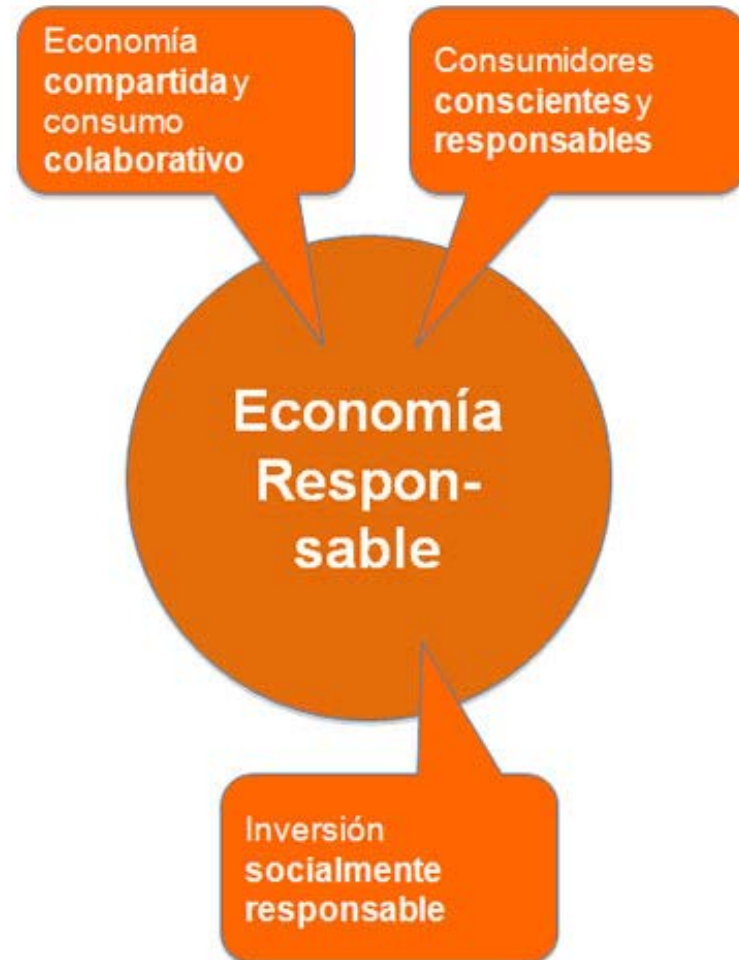 Economía
compartida y
consumo
colaborativo
Consumidores
conscientes y
responsables
Economía
Respon-
sable
Inversión
socialmente
responsable